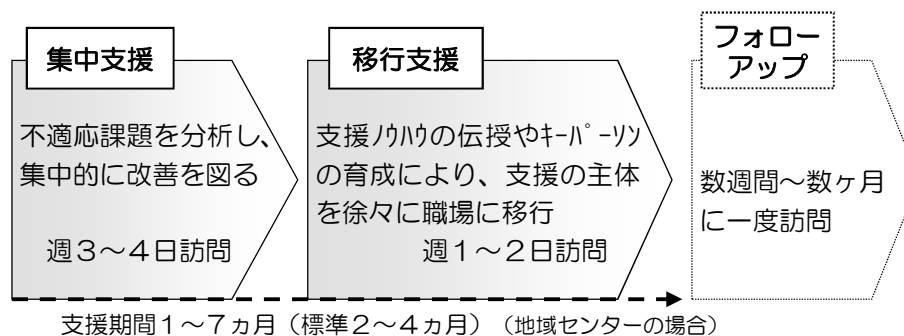 集中支援
不適応課題を分析し、
集中的に改善を図る
週3～4日訪問
移行支援
支援ﾉｳﾊｳの伝授やｷｰﾊﾟｰｿﾝ
の育成により、支援の主体
を徐々に職場に移行
週1～2日訪問
フォロー
アップ
数週間～数ヶ月
に一度訪問
支援期間1～7ヵ月（標準2～4ヵ月）（地域センターの場合）